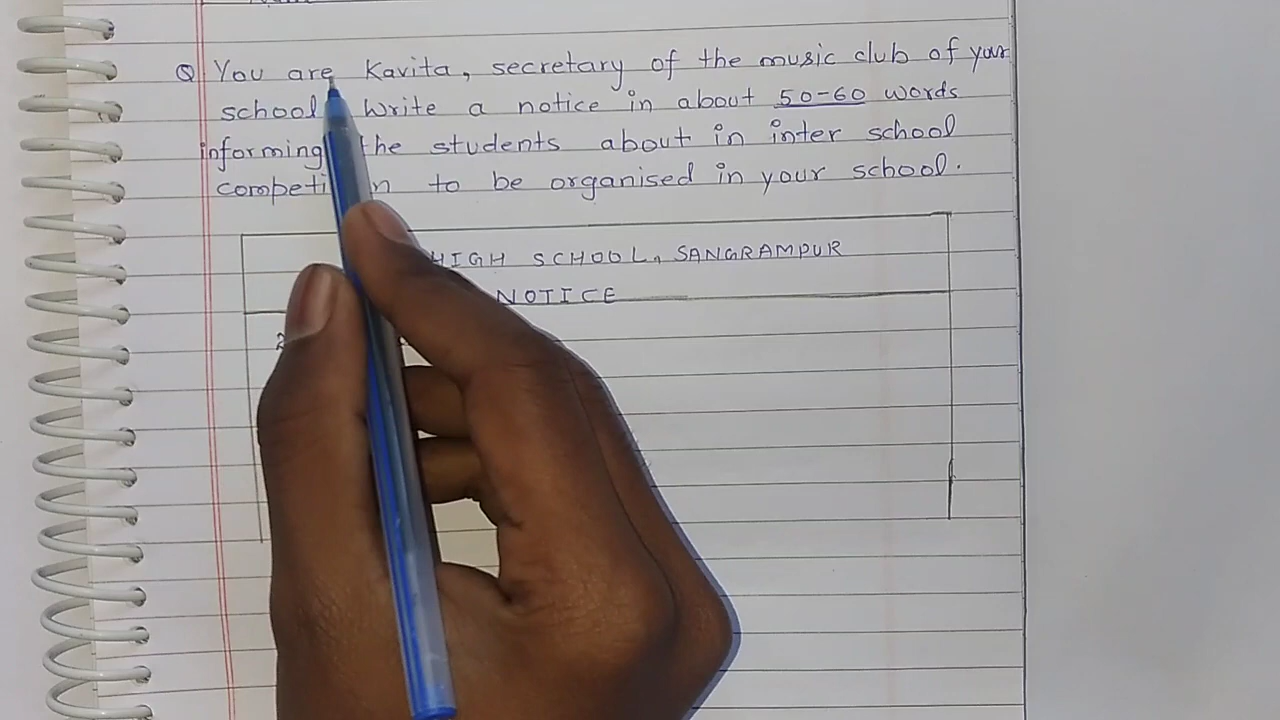 Q You are Kavita, secretary of the music club of your
school write a notice in about 50-60 words
informing the students about in inter school
to be organised in your school.
HIGH SCHOOL, SANGRAMPUR
NOTICE